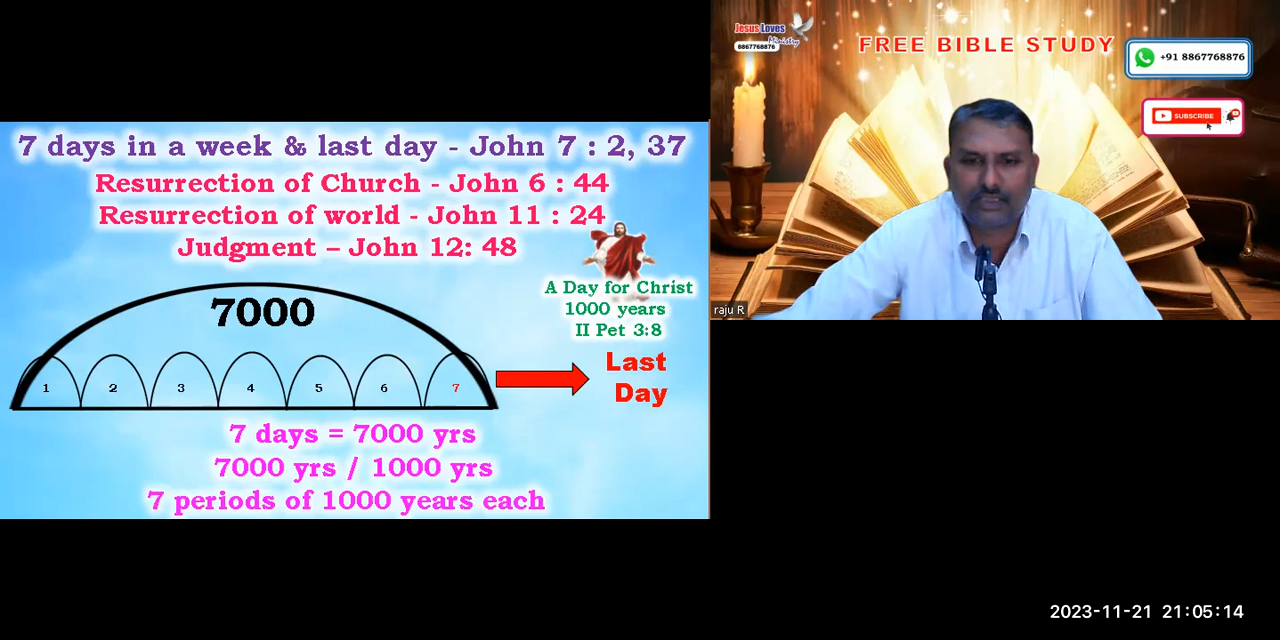 7 days in a week & last day - John 7 : 2, 37
Resurrection of Church - John 6 : 44
Resurrection of world - John 11 : 24
Judgment – John 12: 48
A Day for Christ
1000 years
II Pet 3:8
7000
1 2 3 4 5 6 7
Last
Day
7 days = 7000 yrs
7000 yrs / 1000 yrs
7 periods of 1000 years each
Jesus Loves
Ministry
8867768876
FREE BIBLE STUDY
+91 8867768876
SUBSCRIBE
raju R
2023-11-21 21:05:14